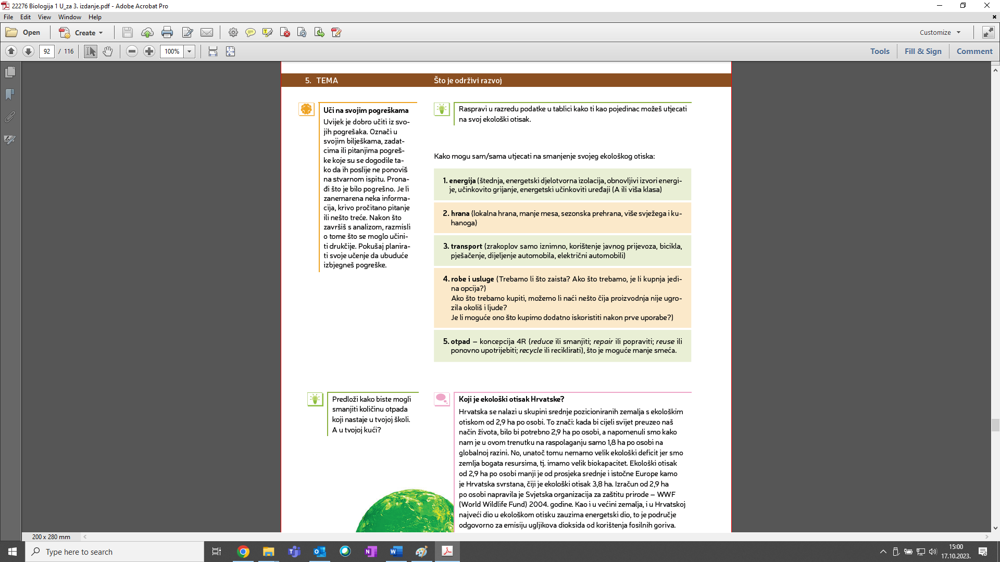 22276 Biologija 1 U_za 3. izdanje.pdf - Adobe Acrobat Pro
File Edit View Window Help
Open Create Customize
92 / 116 100% Tools Fill & Sign Comment
5. TEMA Što je održivi razvoj
Uči na svojim pogreškama
Uvijek je dobro učiti iz svo-
jih pogrešaka. Označi u
svojim bilješkama, zadat-
cima ili pitanjima pogreš-
ke koje su se dogodile ta-
ko da ih poslije ne ponoviš
na stvarnom ispitu. Prona-
đi što je bilo pogrešno. Je li
zanemarena neka informa-
cija, krivo pročitano pitanje
ili nešto treće. Nakon što
završiš s analizom, razmisli
o tome što se moglo učini-
ti drukčije. Pokušaj planira-
ti svoje učenje da ubuduće
izbjegneš pogreške.
Raspravi u razredu podatke u tablici kako ti kao pojedinac možeš utjecati
na svoj ekološki otisak.
Kako mogu sam/sama utjecati na smanjenje svojeg ekološkog otiska:
1. energija (štednja, energetski djelotvorna izolacija, obnovljivi izvori energi-
je, učinkovito grijanje, energetski učinkoviti uređaji (A ili viša klasa)
2. hrana (lokalna hrana, manje mesa, sezonska prehrana, više svježega i ku-
hanoga)
3. transport (zrakoplov samo iznimno, korištenje javnog prijevoza, bicikla,
pješačenje, dijeljenje automobila, električni automobili)
4. robe i usluge (Trebamo li što zaista? Ako što trebamo, je li kupnja jedi-
na opcija?)
Ako što trebamo kupiti, možemo li naći nešto čija proizvodnja nije ugro-
zila okoliš i ljude?
Je li moguće ono što kupimo dodatno iskoristiti nakon prve uporabe?)
5. otpad – koncepcija 4R (reduce ili smanjiti; repair ili popraviti; reuse ili
ponovno upotrijebiti; recycle ili reciklirati), što je moguće manje smeća.
Predloži kako biste mogli
smanjiti količinu otpada
koji nastaje u tvojoj školi.
A u tvojoj kući?
Koji je ekološki otisak Hrvatske?
Hrvatska se nalazi u skupini srednje pozicioniranih zemalja s ekološkim
otiskom od 2,9 ha po osobi. To znači: kada bi cijeli svijet preuzeo naš
način života, bilo bi potrebno 2,9 ha po osobi, a napomenuli smo kako
nam je u ovom trenutku na raspolaganju samo 1,8 ha po osobi na
globalnoj razini. No, unatoč tomu nemamo velik ekološki deficit jer smo
zemlja bogata resursima, tj. imamo velik biokapacitet. Ekološki otisak
od 2,9 ha po osobi manji je od prosjeka srednje i istočne Europe kamo
je Hrvatska svrstana, čiji je ekološki otisak 3,8 ha. Izračun od 2,9 ha
po osobi napravila je Svjetska organizacija za zaštitu prirode – WWF
(World Wildlife Fund) 2004. godine. Kao i u većini zemalja, i u Hrvatskoj
najveći dio u ekološkom otisku zauzima energetski dio, to je područje
odgovorno za emisiju ugljikova dioksida od korištenja fosilnih goriva.
200 x 280 mm
Type here to search
15:00
17.10.2023.